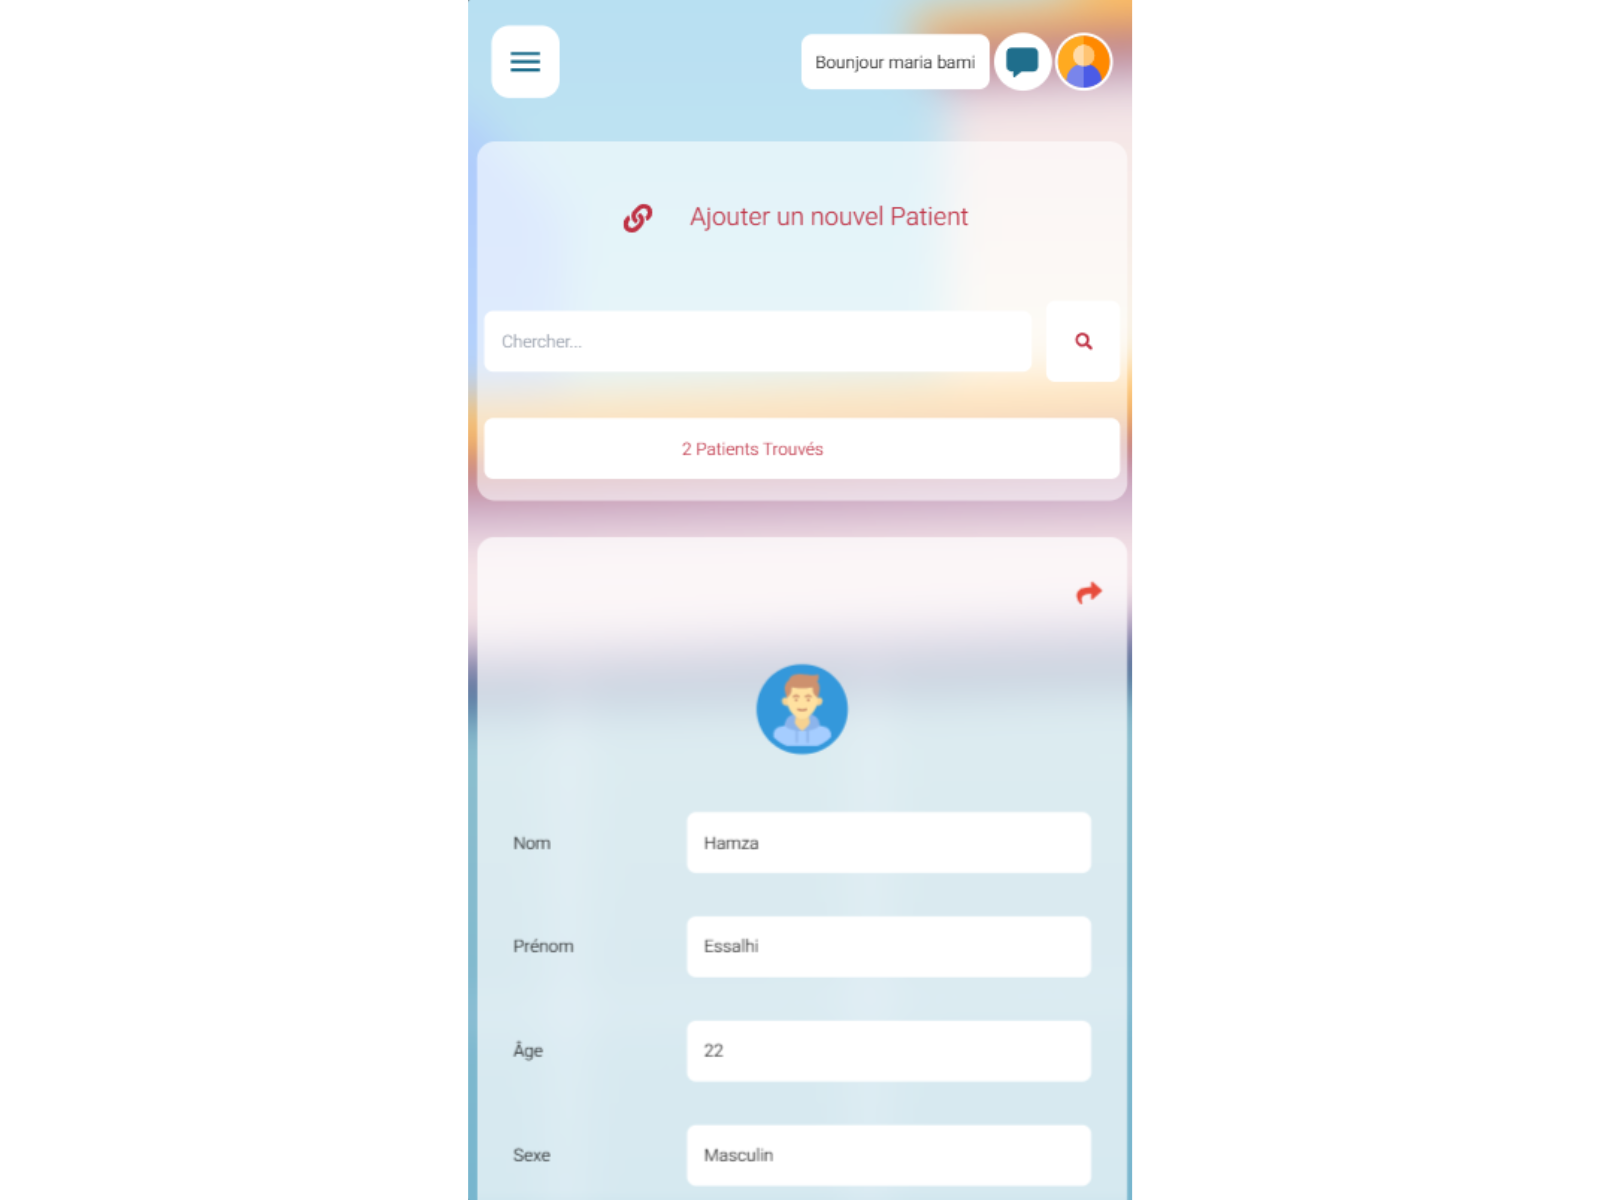 Bounjour maria bami
Ajouter un nouvel Patient
Chercher...
2 Patients Trouvés
Nom
Hamza
Prénom
Essalhi
Âge
22
Sexe
Masculin